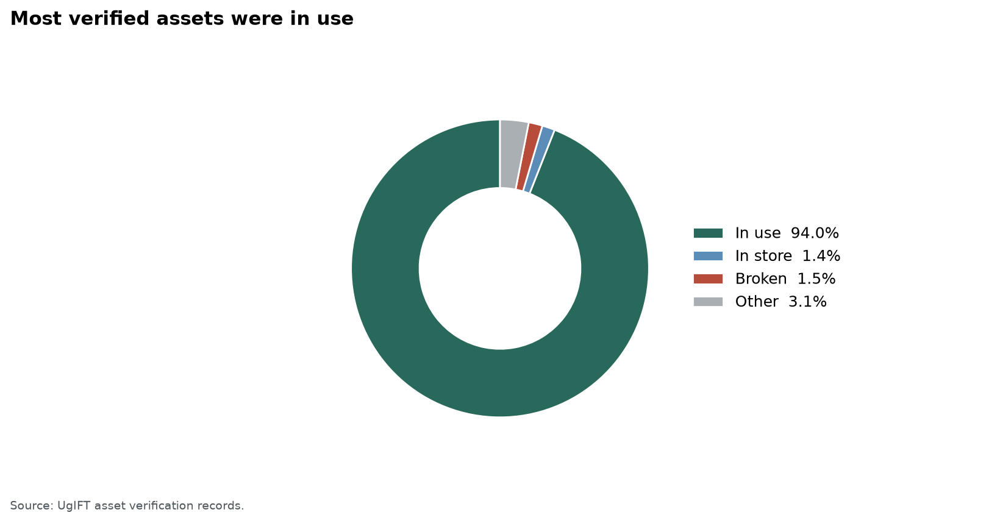 Most verified assets were in use
In use  94.0%
In store  1.4%
Broken  1.5%
Other  3.1%
Source: UgIFT asset verification records.